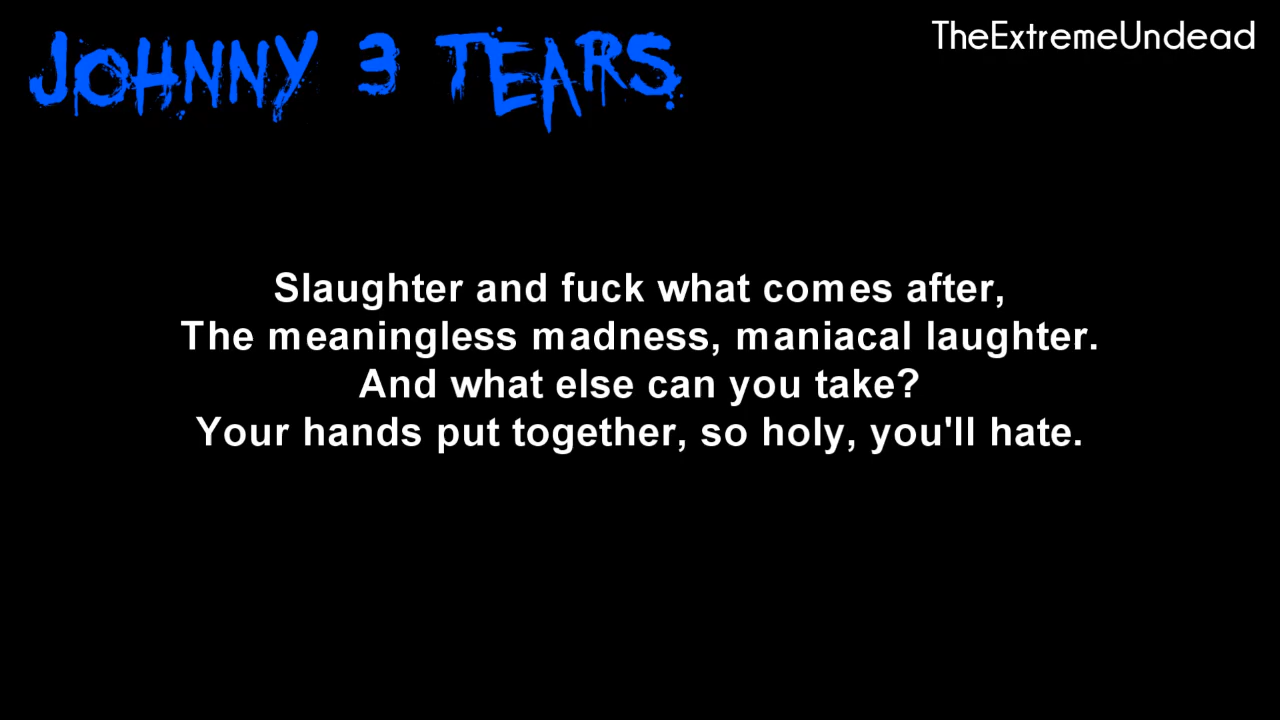 JOHNNY 3 TEARS
TheExtremeUndead
Slaughter and fuck what comes after,
The meaningless madness, maniacal laughter.
And what else can you take?
Your hands put together, so holy, you'll hate.